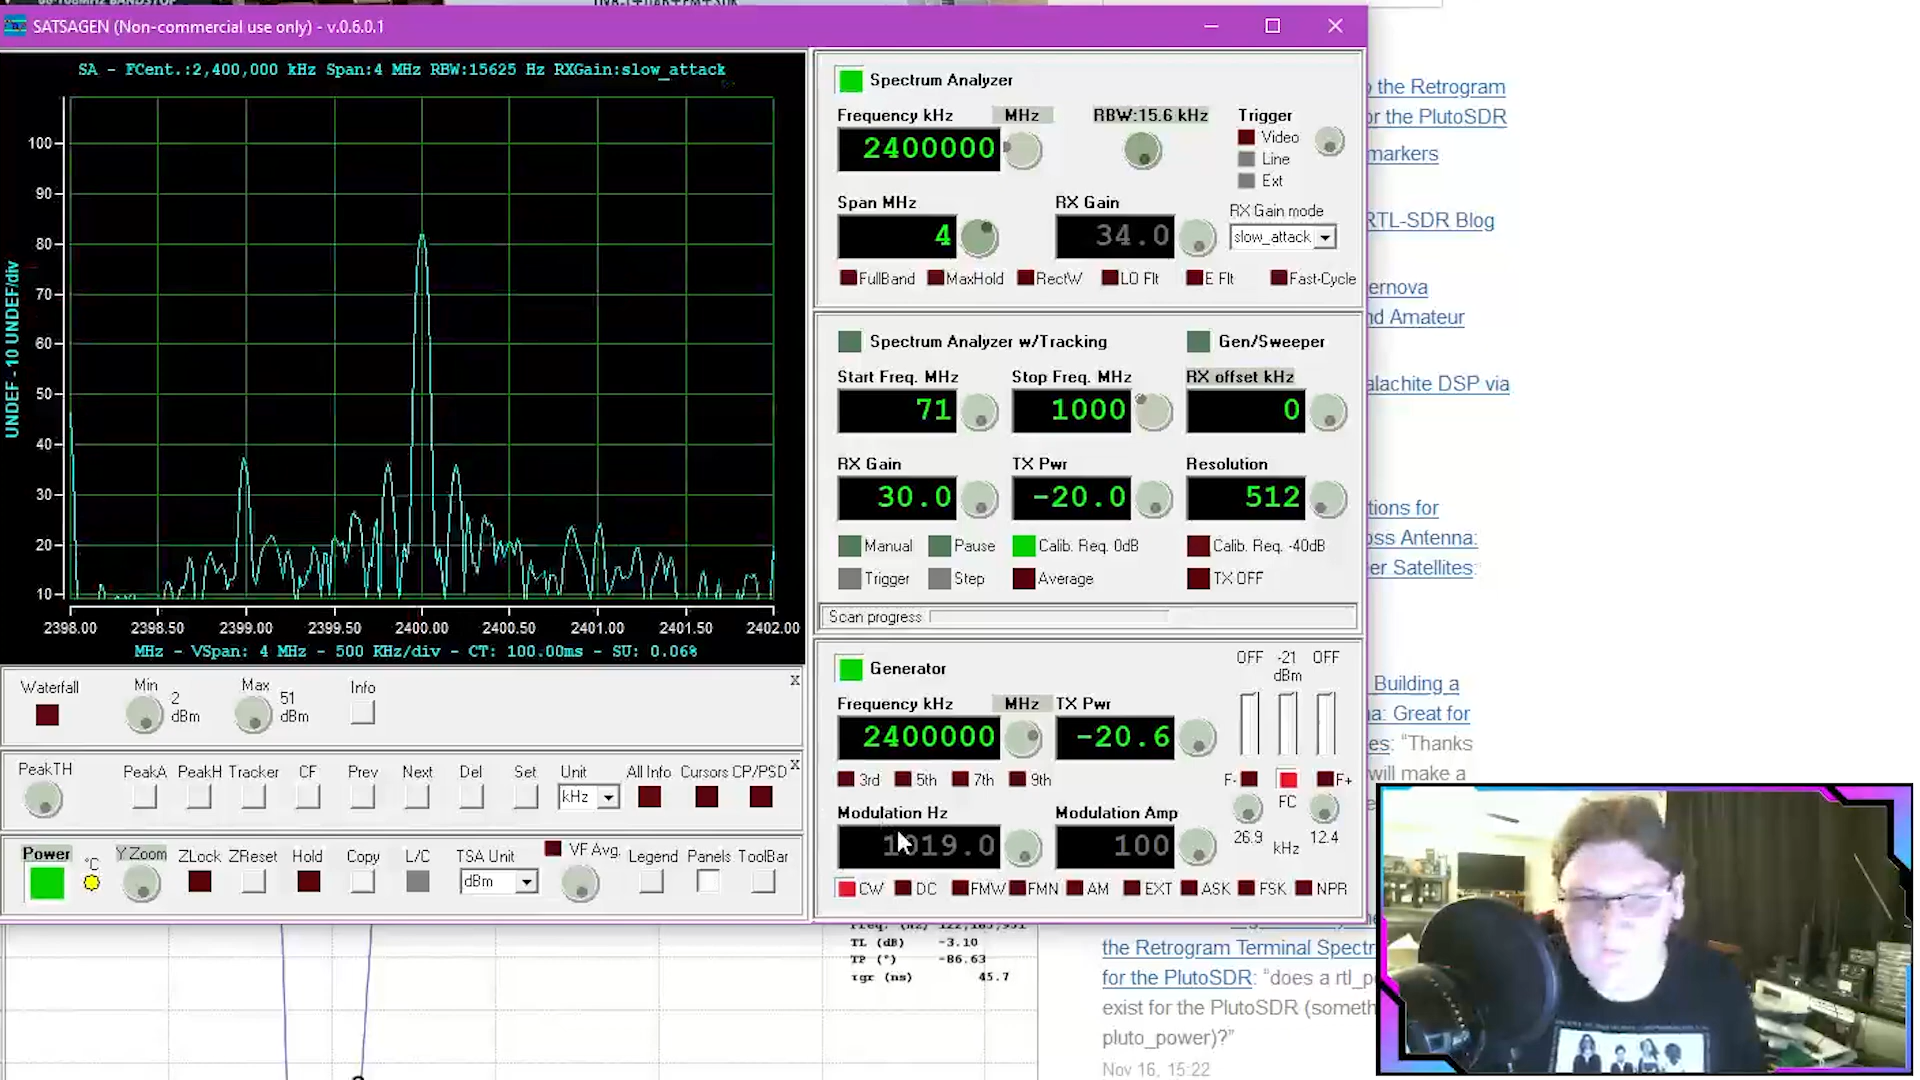 SATSAGEN (Non-commercial use only) - v.0.6.0.1
SA - FCent.:2,400,000 kHz Span:4 MHz RBW:15625 Hz RXGain:slow_attack
UNDEF - 10 UNDEF/div
100
90
80
70
60
50
40
30
20
10
2398.00 2398.50 2399.00 2399.50 2400.00 2400.50 2401.00 2401.50 2402.00
MHz - VSpan: 4 MHz - 500 KHz/div - CT: 100.00ms - SU: 0.06%
Waterfall Min 2 dBm Max 51 dBm Info X
PeakTH PeakA PeakH Tracker CF Prev Next Del Set Unit kHz All Info Cursors CP/PSD X
Power °C Y Zoom ZLock ZReset Hold Copy L/C TSA Unit dBm VF Avg. Legend Panels ToolBar
Spectrum Analyzer
Frequency kHz MHz RBW:15.6 kHz Trigger
2400000
Video
Line
Ext
Span MHz RX Gain RX Gain mode
4 34.0 slow_attack
FullBand MaxHold RectW LO Flt E Flt Fast-Cycle
Spectrum Analyzer w/Tracking Gen/Sweeper
Start Freq. MHz Stop Freq. MHz RX offset kHz
71 1000 0
RX Gain TX Pwr Resolution
30.0 -20.0 512
Manual Pause Calib. Req. 0dB Calib. Req. -40dB
Trigger Step Average TX OFF
Scan progress
Generator OFF -21 dBm OFF
Frequency kHz MHz TX Pwr
2400000 -20.6
3rd 5th 7th 9th F- FC F+
Modulation Hz Modulation Amp
1019.0 100 26.9 kHz 12.4
CW DC FMW FMN AM EXT ASK FSK NPR
TL (dB) -3.10
TP (°) -86.63
τgr (ns) 45.7
the Retrogram
or the PlutoSDR
markers
RTL-SDR Blog
ernova
nd Amateur
alachite DSP via
tions for
oss Antenna:
er Satellites:
Building a
a: Great for
es: “Thanks
will make a
the Retrogram Terminal Spectr
for the PlutoSDR: “does a rtl_p
exist for the PlutoSDR (someth
pluto_power)?”
Nov 16, 15:22